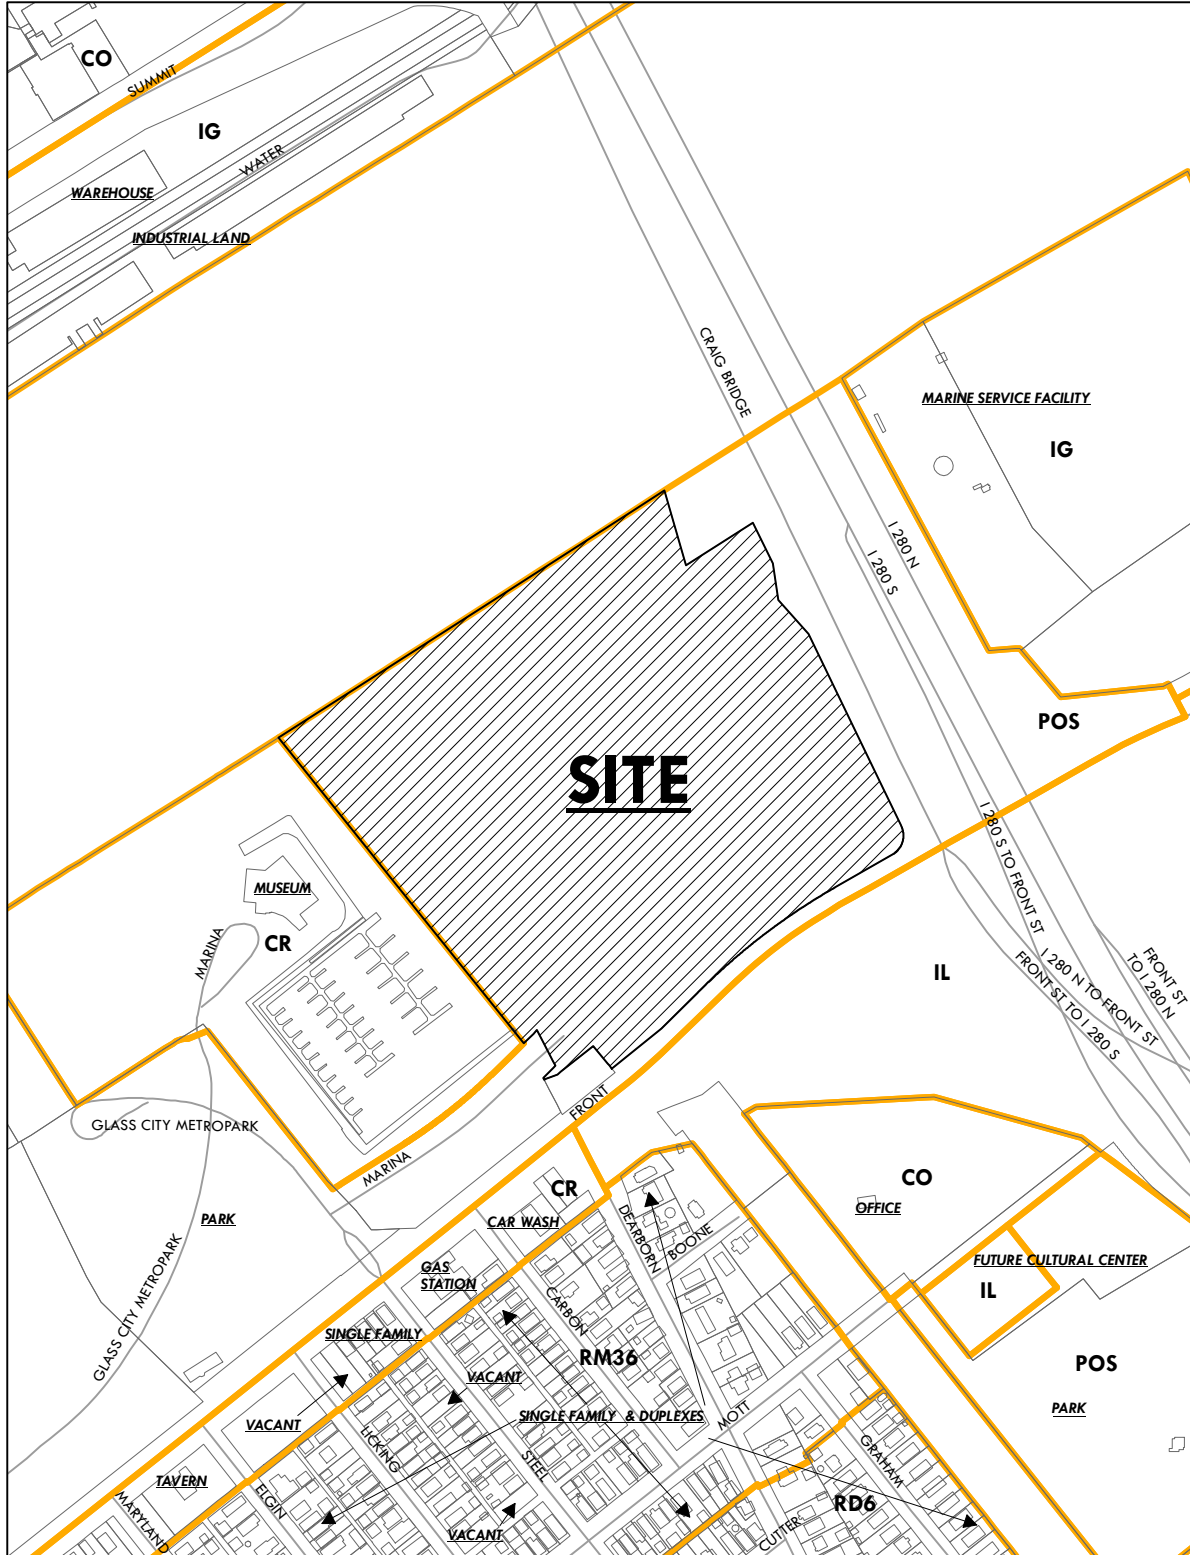 CO
SUMMIT
IG
WATER
WAREHOUSE
INDUSTRIAL LAND
CRAIG BRIDGE
MARINE SERVICE FACILITY
IG
I 280 N
I 280 S
POS
SITE
I 280 S TO FRONT ST
MUSEUM
MARINA
CR
IL
FRONT ST
TO I 280 N
I 280 N TO FRONT ST
FRONT ST TO I 280 S
FRONT
GLASS CITY METROPARK
MARINA
CR
CO
PARK
CAR WASH
DEARBORN
BOONE
OFFICE
GAS
STATION
FUTURE CULTURAL CENTER
IL
GLASS CITY METROPARK
CARBON
SINGLE FAMILY
RM36
POS
VACANT
PARK
SINGLE FAMILY & DUPLEXES
MOTT
VACANT
LICKING
STEEL
GRAHAM
TAVERN
ELGIN
MARYLAND
RD6
VACANT
CUTTER